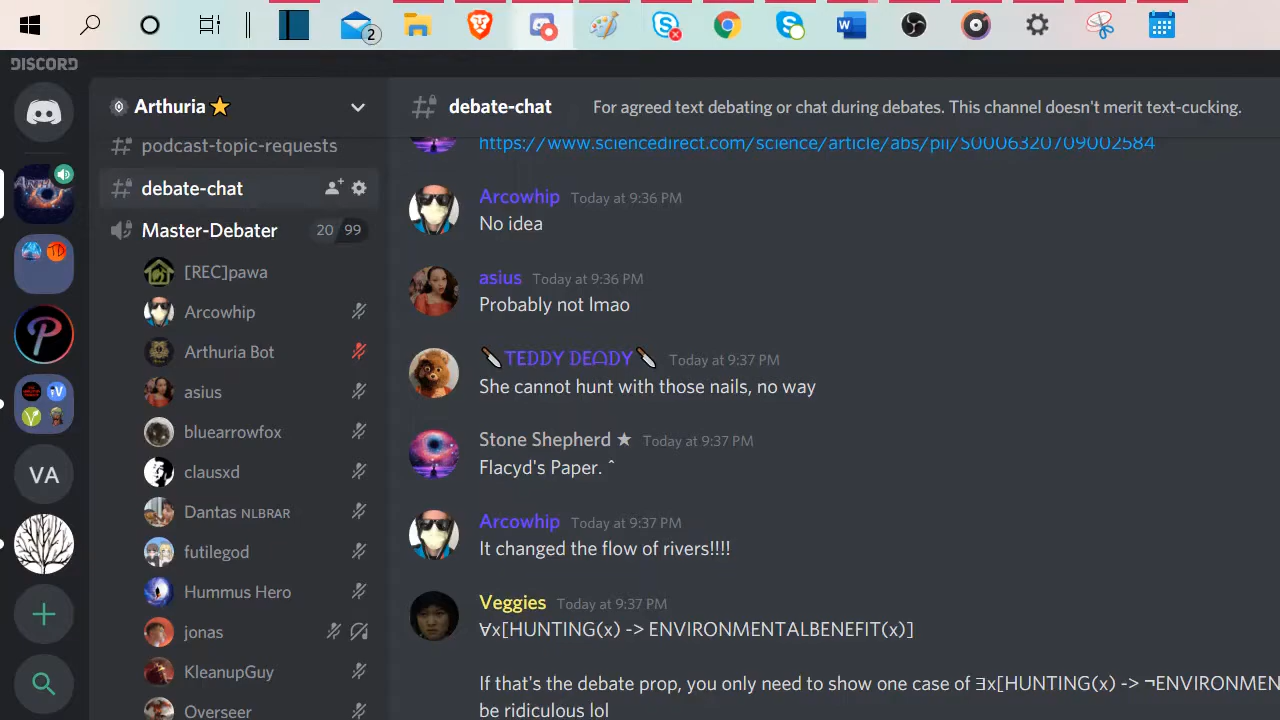 2
DISCORD
Arthuria
podcast-topic-requests
debate-chat
Master-Debater 20 99
[REC]pawa
Arcowhip
Arthuria Bot
asius
bluearrowfox
clausxd
Dantas NLBRAR
futilegod
Hummus Hero
jonas
KleanupGuy
Overseer
VA
debate-chat For agreed text debating or chat during debates. This channel doesn't merit text-cucking.
https://www.sciencedirect.com/science/article/abs/pii/S0006320709002584
Arcowhip Today at 9:36 PM
No idea
asius Today at 9:36 PM
Probably not lmao
🔪TEDDY DEᗩDY🔪 Today at 9:37 PM
She cannot hunt with those nails, no way
Stone Shepherd ★ Today at 9:37 PM
Flacyd's Paper. ^
Arcowhip Today at 9:37 PM
It changed the flow of rivers!!!!
Veggies Today at 9:37 PM
∀x[HUNTING(x) -> ENVIRONMENTALBENEFIT(x)]
If that's the debate prop, you only need to show one case of ∃x[HUNTING(x) -> ¬ENVIRONMEN
be ridiculous lol